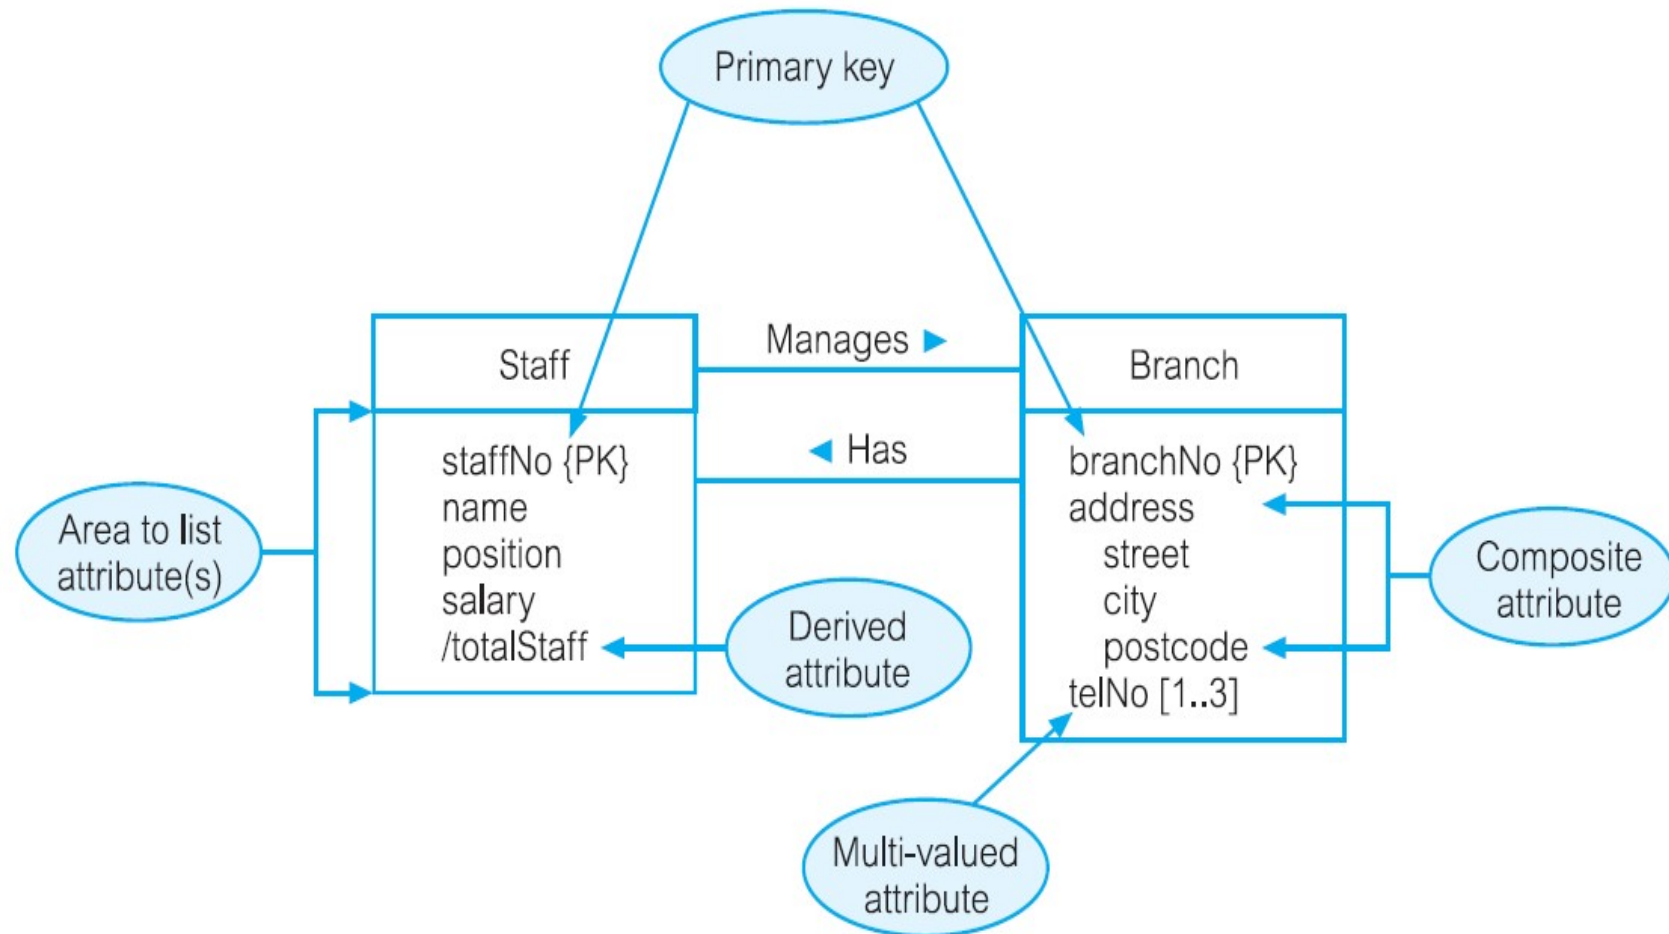 Primary key
Manages ►
Staff
Branch
◄ Has
staffNo {PK}
name
position
salary
/totalStaff
branchNo {PK}
address
street
city
postcode
telNo [1..3]
Area to list
attribute(s)
Derived
attribute
Composite
attribute
Multi-valued
attribute